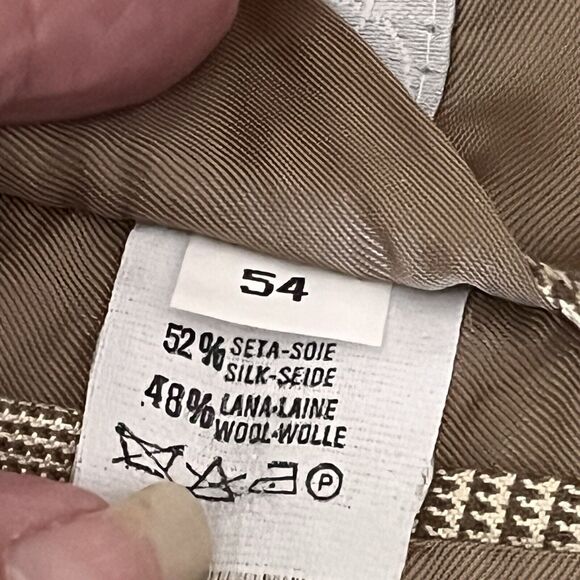 54
52% SETA-SOIE
SILK-SEIDE
48% LANA-LAINE
WOOL-WOLLE
P